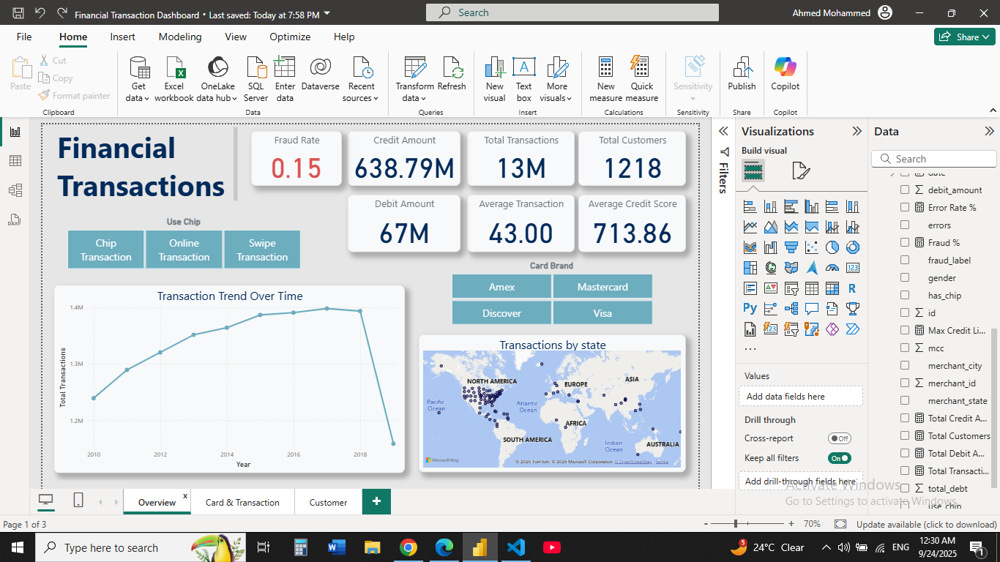 Financial Transaction Dashboard • Last saved: Today at 7:58 PM
Search
Ahmed Mohammed
File
Home
Insert
Modeling
View
Optimize
Help
Share
Paste
Cut
Copy
Format painter
Clipboard
Get data
Excel workbook
OneLake data hub
SQL Server
Enter data
Dataverse
Recent sources
Data
Transform data
Refresh
Queries
New visual
Text box
More visuals
Insert
New measure
Quick measure
Calculations
Sensitivity
Sensitivity
Publish
Share
Copilot
Copilot
Financial
Transactions
Fraud Rate
0.15
Credit Amount
638.79M
Total Transactions
13M
Total Customers
1218
Debit Amount
67M
Average Transaction
43.00
Average Credit Score
713.86
Use Chip
Chip
Transaction
Online
Transaction
Swipe
Transaction
Card Brand
Amex
Mastercard
Discover
Visa
Transaction Trend Over Time
Total Transactions
1.4M
1.3M
1.2M
2010
2012
2014
2016
2018
Year
Transactions by state
NORTH AMERICA
EUROPE
ASIA
Pacific
Ocean
Atlantic
Ocean
AFRICA
SOUTH AMERICA
Indian
Ocean
AUSTRALIA
Microsoft Bing
© 2025 TomTom, © 2025 Microsoft Corporation, © OpenStreetMap Terms
Filters
Visualizations
Build visual
R
Py
123
Values
Add data fields here
Drill through
Cross-report
Off
Keep all filters
On
Add drill-through fields here
Data
Search
date
debit_amount
Error Rate %
errors
Fraud %
fraud_label
gender
has_chip
id
Max Credit Li...
mcc
merchant_city
merchant_id
merchant_state
Total Credit A...
Total Customers
Total Debit A...
Total Transacti...
total_debt
use_chip
Activate Windows
Go to Settings to activate Windows.
Overview
x
Card & Transaction
Customer
+
Page 1 of 3
- + 70%
Update available (click to download)
Type here to search
5
24°C Clear
ENG
12:30 AM
9/24/2025
1